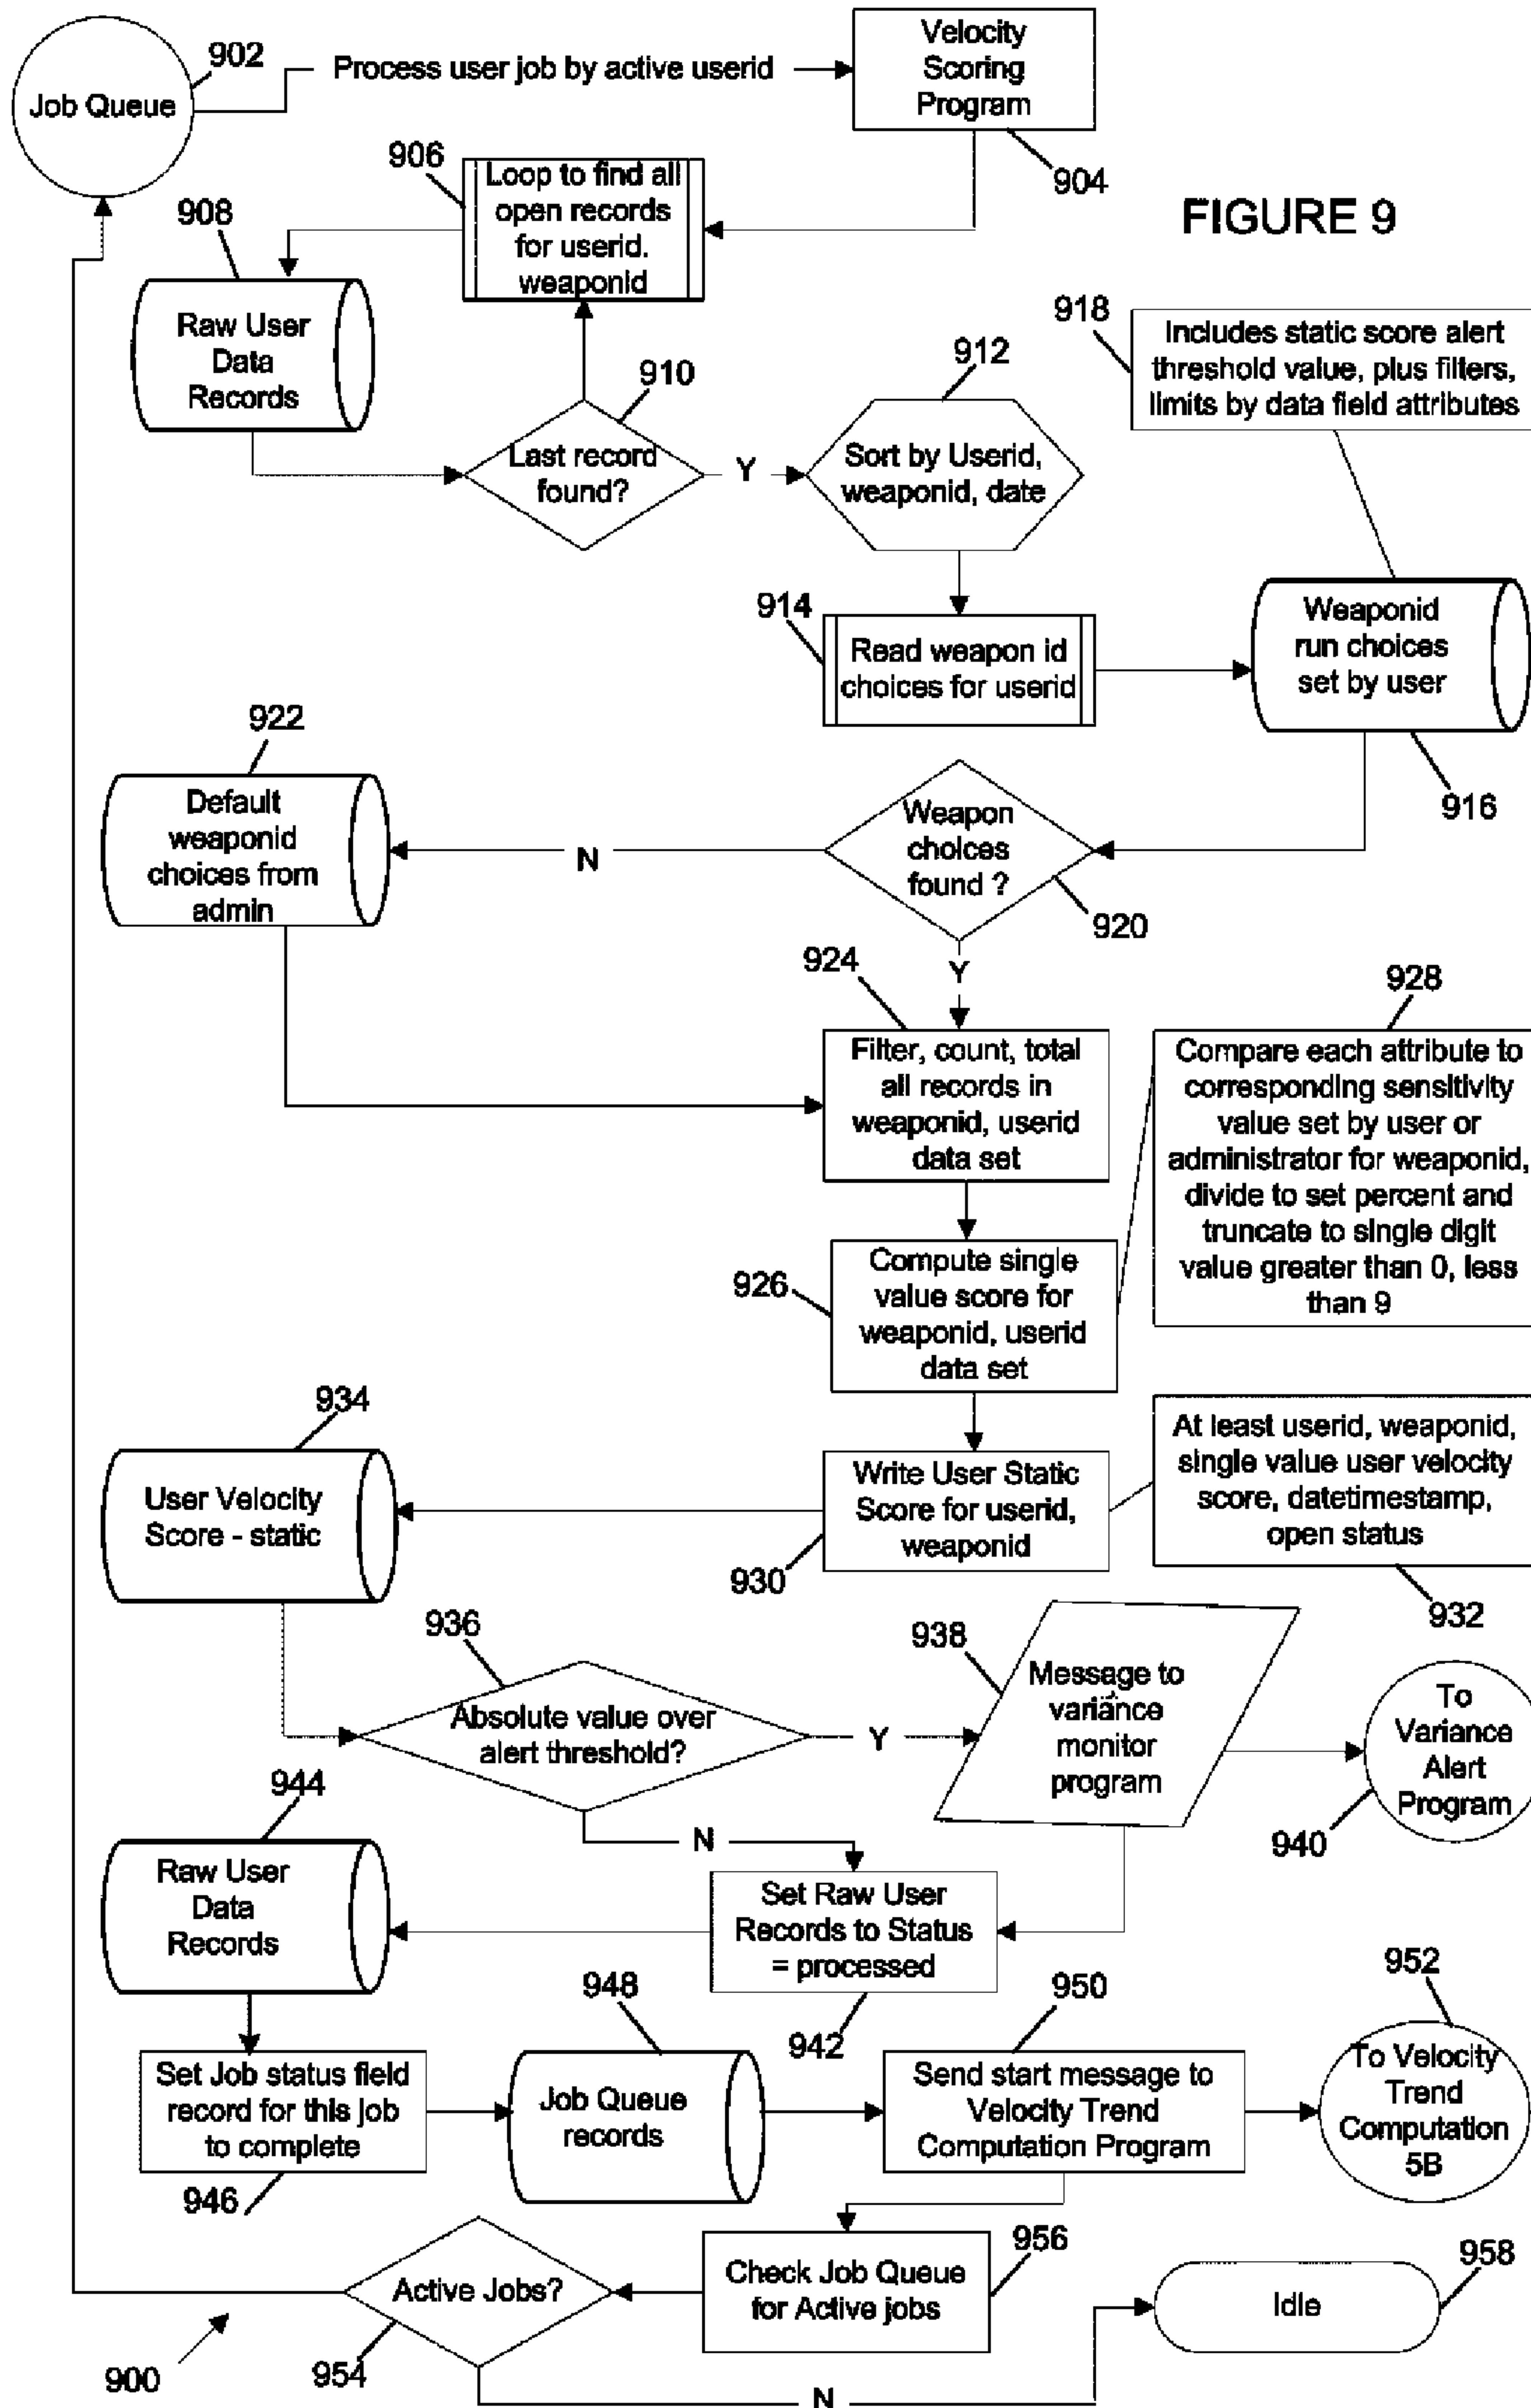 902
Job Queue
Process user job by active userid
Velocity
Scoring
Program
904
FIGURE 9
906
Loop to find all
open records
for userid.
weaponid
908
Raw User
Data
Records
910
Last record
found?
Y
912
Sort by Userid,
weaponid, date
918
Includes static score alert
threshold value, plus filters,
limits by data field attributes
914
Read weapon id
choices for userid
Weaponid
run choices
set by user
916
922
Default
weaponid
choices from
admin
N
Weapon
choices
found ?
920
Y
924
Filter, count, total
all records in
weaponid, userid
data set
928
Compare each attribute to
corresponding sensitivity
value set by user or
administrator for weaponid,
divide to set percent and
truncate to single digit
value greater than 0, less
than 9
926
Compute single
value score for
weaponid, userid
data set
934
User Velocity
Score - static
Write User Static
Score for userid,
weaponid
930
At least userid, weaponid,
single value user velocity
score, datetimestamp,
open status
932
936
Absolute value over
alert threshold?
Y
N
938
Message to
variance
monitor
program
To
Variance
Alert
Program
940
944
Raw User
Data
Records
Set Raw User
Records to Status
= processed
942
Set Job status field
record for this job
to complete
946
948
Job Queue
records
950
Send start message to
Velocity Trend
Computation Program
952
To Velocity
Trend
Computation
5B
Active Jobs?
954
Check Job Queue
for Active jobs
956
Idle
958
900
N